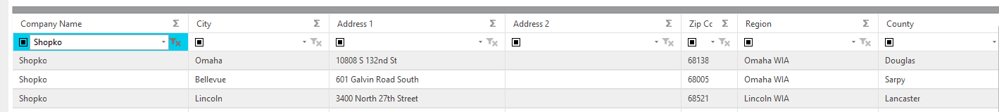 Company Name Σ City Σ Address 1 Σ Address 2 Σ Zip Cc Σ Region Σ County
Shopko
Shopko Omaha 10808 S 132nd St 68138 Omaha WIA Douglas
Shopko Bellevue 601 Galvin Road South 68005 Omaha WIA Sarpy
Shopko Lincoln 3400 North 27th Street 68521 Lincoln WIA Lancaster